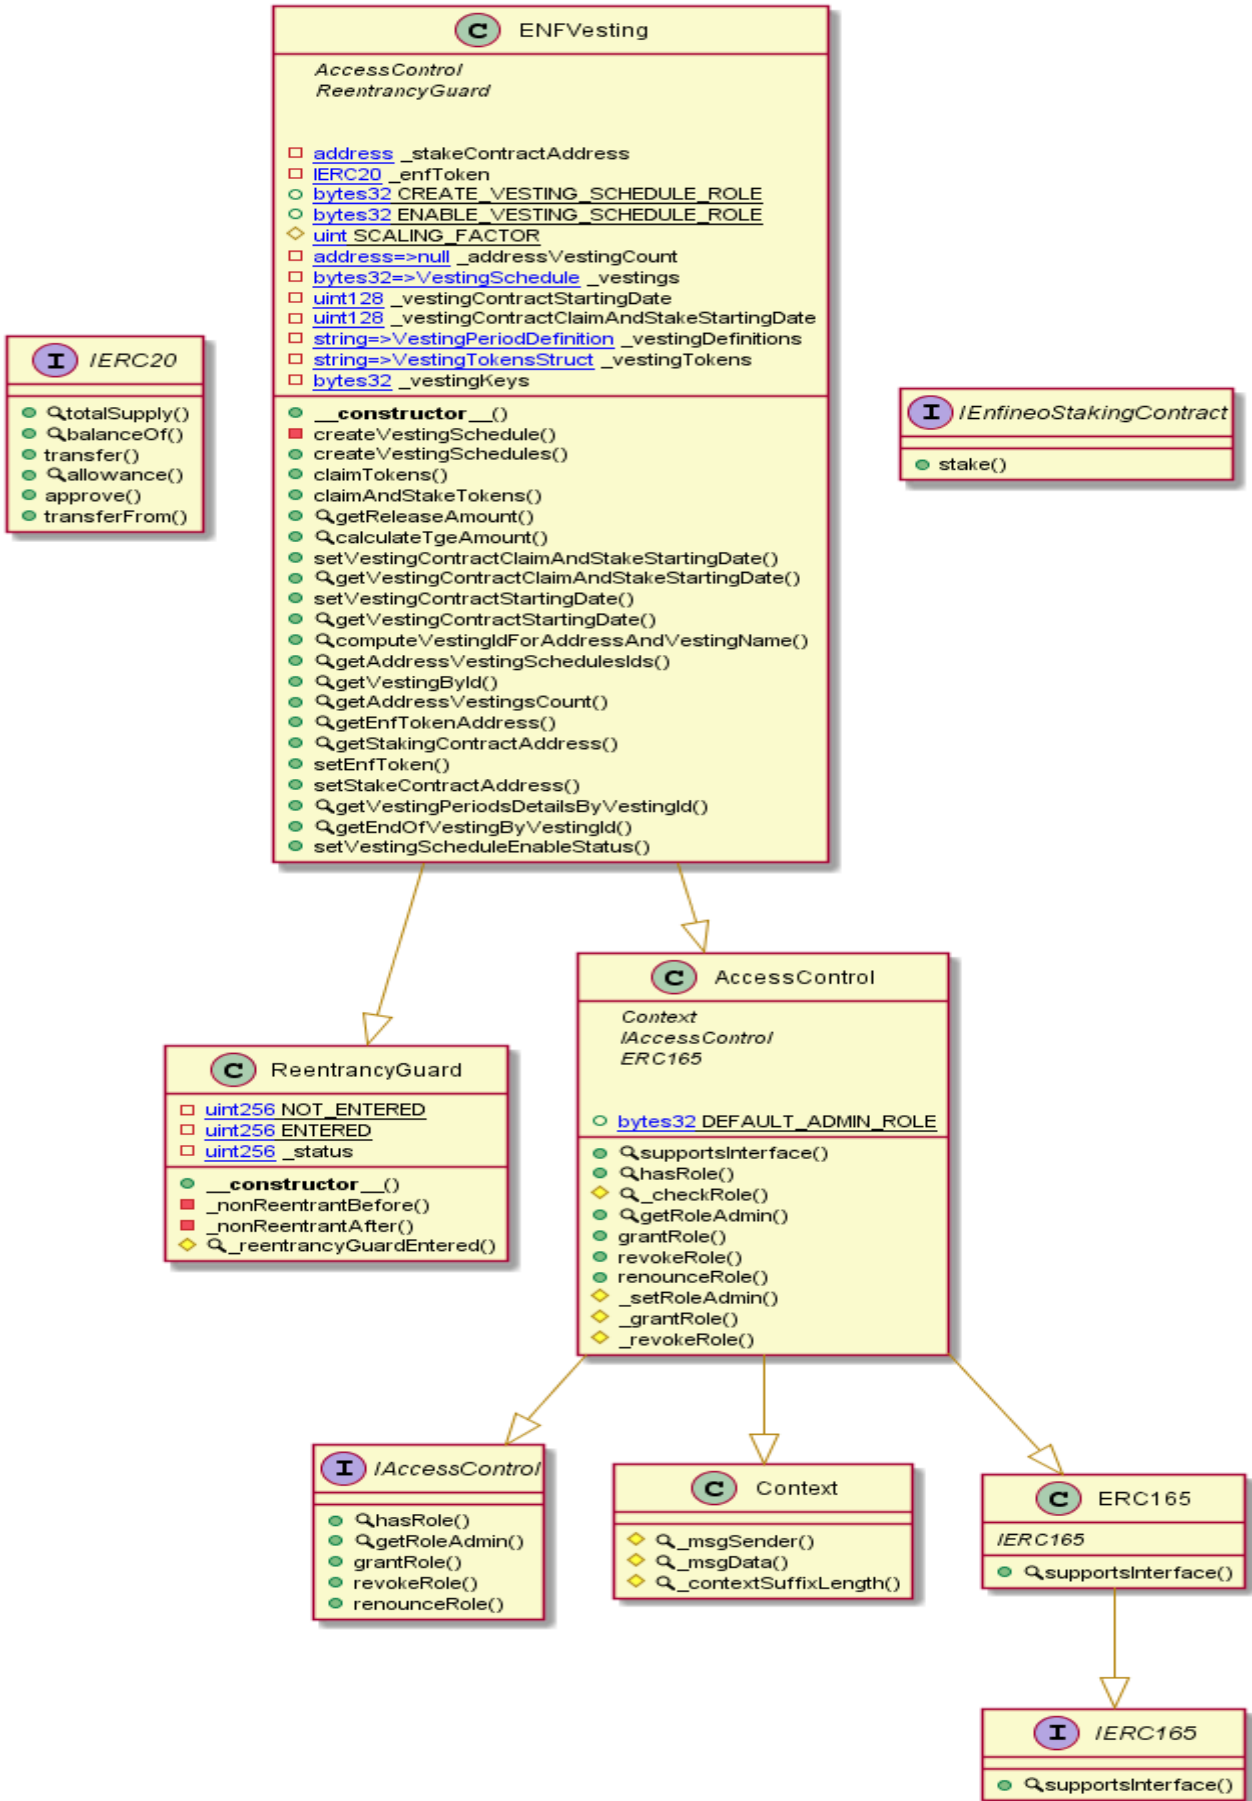 C ENFVesting
AccessControl
ReentrancyGuard
address _stakeContractAddress
IERC20 _enfToken
bytes32 CREATE_VESTING_SCHEDULE_ROLE
bytes32 ENABLE_VESTING_SCHEDULE_ROLE
uint SCALING_FACTOR
address=>null _addressVestingCount
bytes32=>VestingSchedule _vestings
uint128 _vestingContractStartingDate
uint128 _vestingContractClaimAndStakeStartingDate
string=>VestingPeriodDefinition _vestingDefinitions
string=>VestingTokensStruct _vestingTokens
bytes32 _vestingKeys
__constructor__()
createVestingSchedule()
createVestingSchedules()
claimTokens()
claimAndStakeTokens()
getReleaseAmount()
calculateTgeAmount()
setVestingContractClaimAndStakeStartingDate()
getVestingContractClaimAndStakeStartingDate()
setVestingContractStartingDate()
getVestingContractStartingDate()
computeVestingIdForAddressAndVestingName()
getAddressVestingSchedulesIds()
getVestingById()
getAddressVestingsCount()
getEnfTokenAddress()
getStakingContractAddress()
setEnfToken()
setStakeContractAddress()
getVestingPeriodsDetailsByVestingId()
getEndOfVestingByVestingId()
setVestingScheduleEnableStatus()
I IERC20
totalSupply()
balanceOf()
transfer()
allowance()
approve()
transferFrom()
I IEnfineoStakingContract
stake()
C ReentrancyGuard
uint256 NOT_ENTERED
uint256 ENTERED
uint256 _status
__constructor__()
_nonReentrantBefore()
_nonReentrantAfter()
_reentrancyGuardEntered()
C AccessControl
Context
IAccessControl
ERC165
bytes32 DEFAULT_ADMIN_ROLE
supportsInterface()
hasRole()
_checkRole()
getRoleAdmin()
grantRole()
revokeRole()
renounceRole()
_setRoleAdmin()
_grantRole()
_revokeRole()
I IAccessControl
hasRole()
getRoleAdmin()
grantRole()
revokeRole()
renounceRole()
C Context
_msgSender()
_msgData()
_contextSuffixLength()
C ERC165
IERC165
supportsInterface()
I IERC165
supportsInterface()